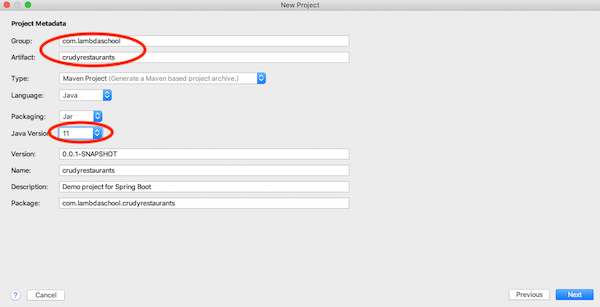 New Project
Project Metadata
Group: com.lambdaschool
Artifact: crudyrestaurants
Type: Maven Project (Generate a Maven based project archive.)
Language: Java
Packaging: Jar
Java Version: 11
Version: 0.0.1-SNAPSHOT
Name: crudyrestaurants
Description: Demo project for Spring Boot
Package: com.lambdaschool.crudyrestaurants
? Cancel Previous Next